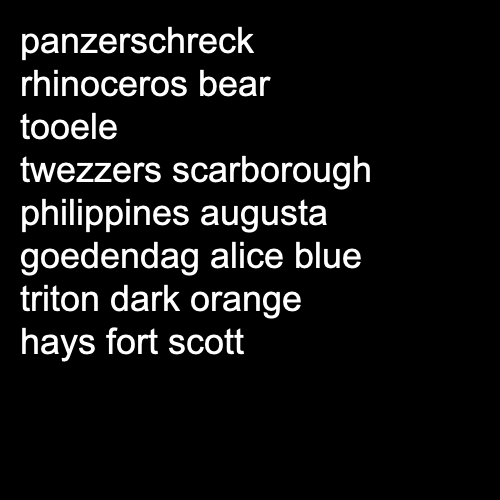 panzerschreck
rhinoceros bear
tooele
twezzers scarborough
philippines augusta
goedendag alice blue
triton dark orange
hays fort scott